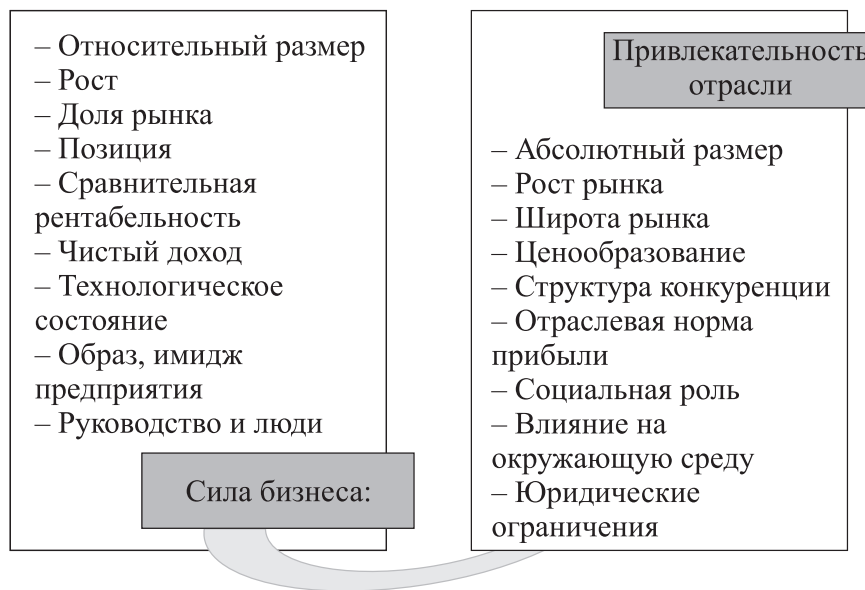 – Относительный размер
– Рост
– Доля рынка
– Позиция
– Сравнительная
рентабельность
– Чистый доход
– Технологическое
состояние
– Образ, имидж
предприятия
– Руководство и люди
Сила бизнеса:
Привлекательность
отрасли
– Абсолютный размер
– Рост рынка
– Широта рынка
– Ценообразование
– Структура конкуренции
– Отраслевая норма
прибыли
– Социальная роль
– Влияние на
окружающую среду
– Юридические
ограничения